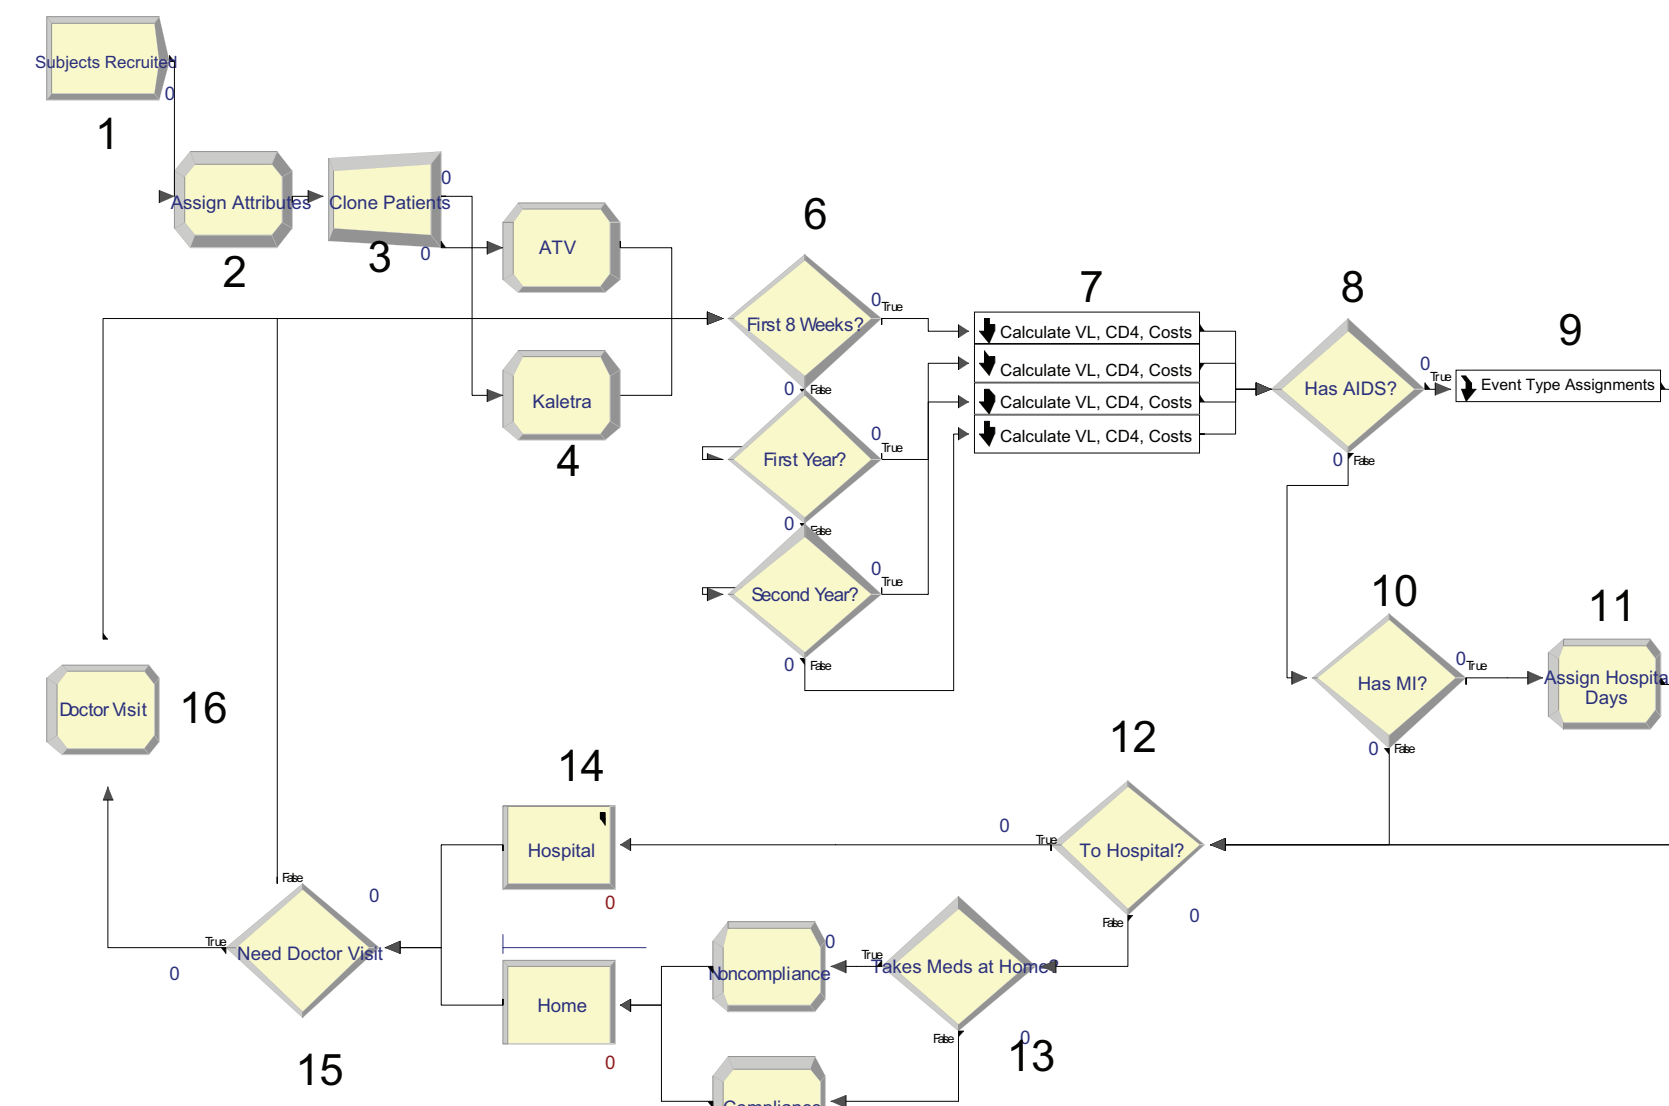 Subjects Recruited
0
1
Assign Attributes
2
Clone Patients
0
0
3
ATV
Kaletra
4
6
First 8 Weeks?
0
True
0
False
First Year?
0
True
0
False
Second Year?
0
True
0
False
7
Calculate VL, CD4, Costs
Calculate VL, CD4, Costs
Calculate VL, CD4, Costs
Calculate VL, CD4, Costs
8
Has AIDS?
0
True
0
False
9
Event Type Assignments
10
Has MI?
0
True
0
False
11
Assign Hospita
Days
12
To Hospital?
0
True
0
False
13
Takes Meds at Home?
0
True
0
False
Noncompliance
Compliance
14
Hospital
0
Home
0
15
Need Doctor Visit
0
True
0
False
16
Doctor Visit